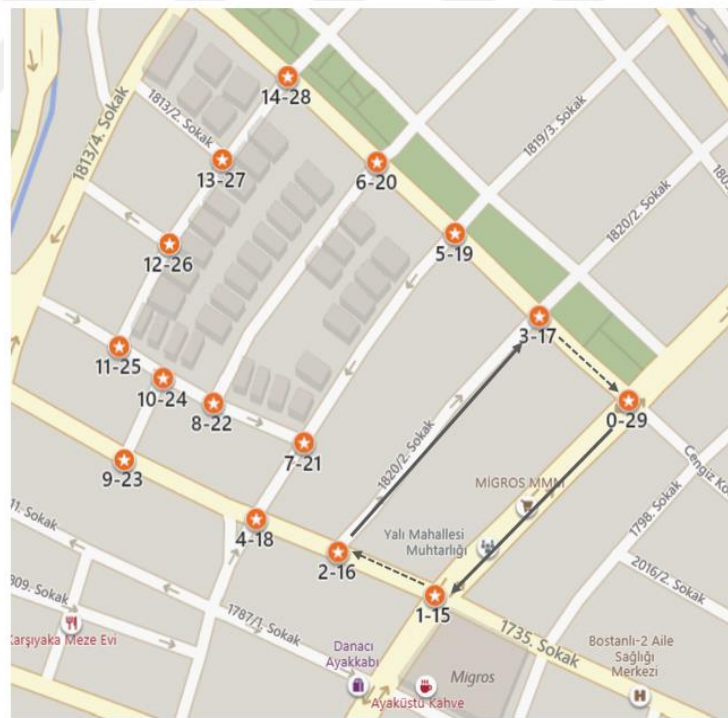 14-28
1813/2. Sokak
1813/4. Sokak
6-20
1819/3. Sokak
13-27
5-19
1820/2. Sokak
12-26
3-17
11-25
10-24
8-22
0-29
7-21
1820/2. Sokak
9-23
MİGROS MMM
4-18
Yalı Mahallesi
Muhtarlığı
1798. Sokak
2-16
2016/2. Sokak
1-15
1735. Sokak
1787/1. Sokak
Karşıyaka Meze Evi
Danacı
Ayakkabı
Bostanlı-2 Aile
Sağlığı
Merkezi
Migros
Ayaküstü Kahve